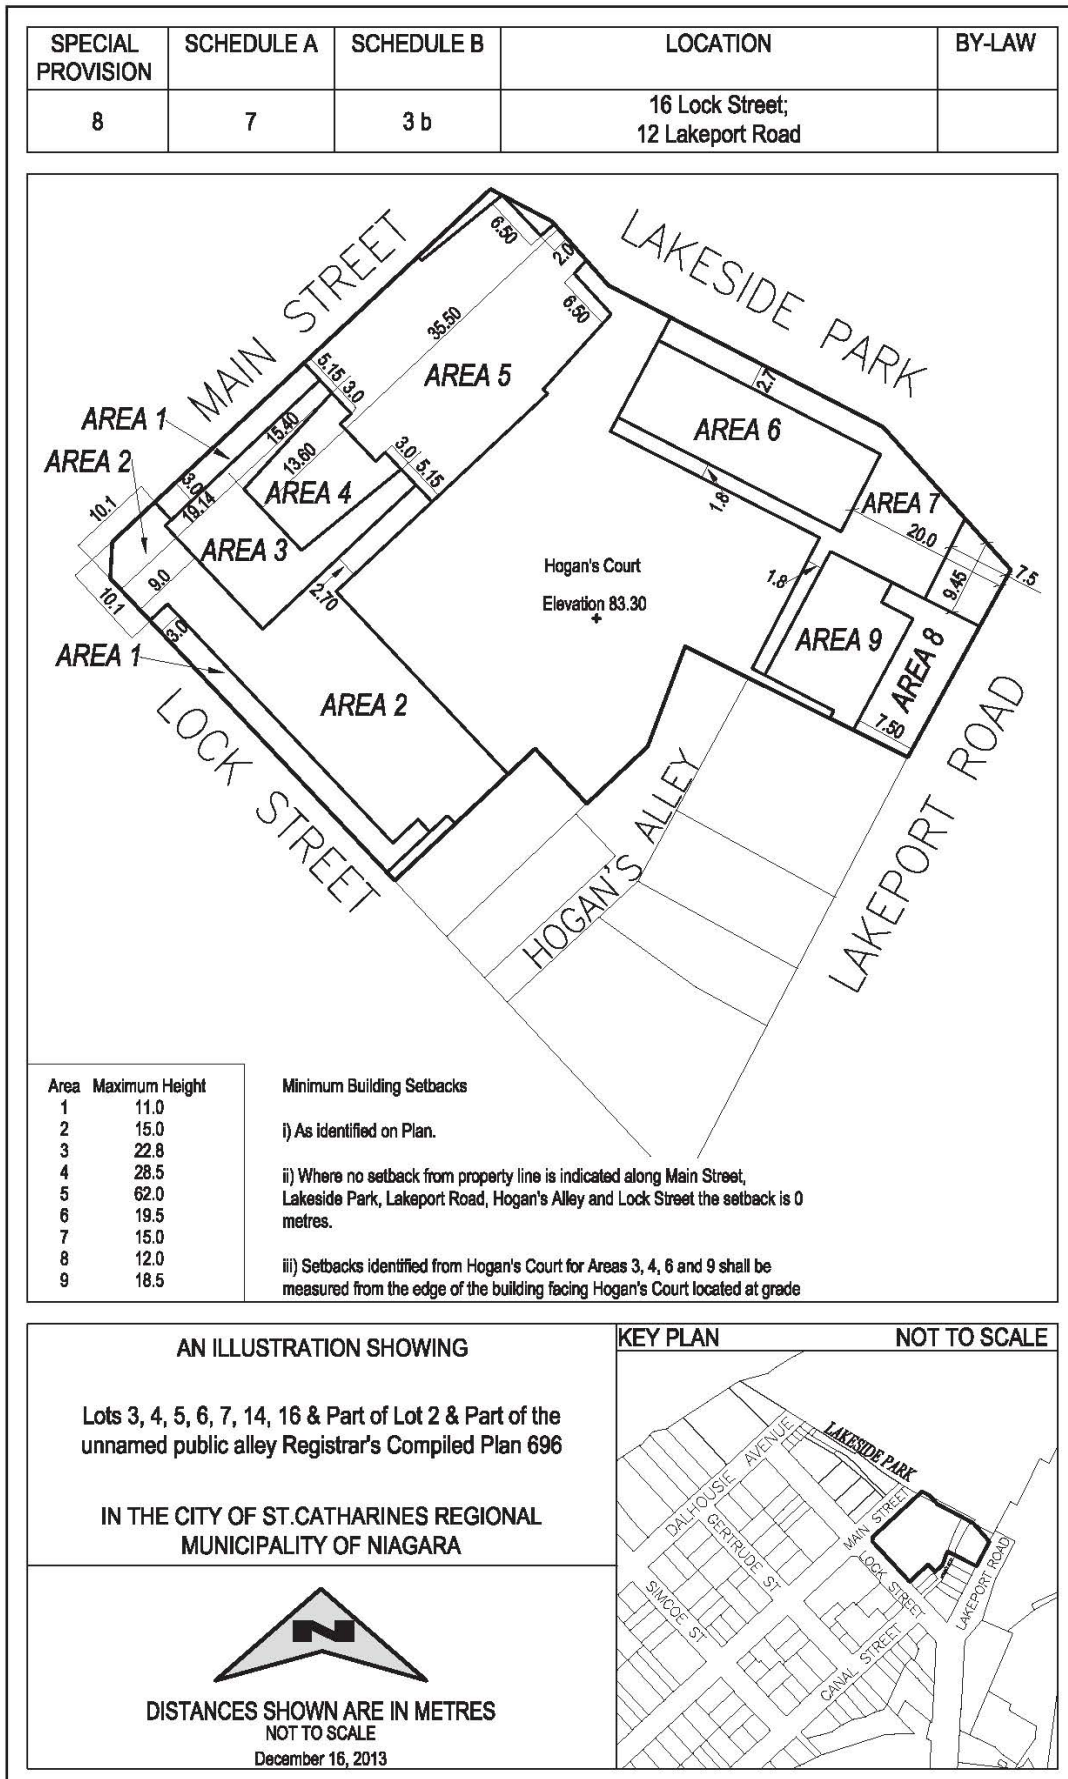 SPECIAL PROVISION
SCHEDULE A
SCHEDULE B
LOCATION
BY-LAW
8
7
3 b
16 Lock Street;
12 Lakeport Road
MAIN STREET
LAKESIDE PARK
6.50
2.0
6.50
35.50
AREA 5
5.15
3.0
AREA 1
15.40
AREA 2
13.60
3.0
5.15
3.0
19.14
AREA 4
10.1
AREA 3
9.0
2.70
10.1
3.0
AREA 1
AREA 2
LOCK STREET
2.7
AREA 6
1.8
AREA 7
20.0
7.5
9.45
1.8
AREA 9
AREA 8
7.50
Hogan's Court
Elevation 83.30
HOGAN'S ALLEY
LAKEPORT ROAD
Area Maximum Height
1 11.0
2 15.0
3 22.8
4 28.5
5 62.0
6 19.5
7 15.0
8 12.0
9 18.5
Minimum Building Setbacks
i) As identified on Plan.
ii) Where no setback from property line is indicated along Main Street,
Lakeside Park, Lakeport Road, Hogan's Alley and Lock Street the setback is 0
metres.
iii) Setbacks identified from Hogan's Court for Areas 3, 4, 6 and 9 shall be
measured from the edge of the building facing Hogan's Court located at grade
AN ILLUSTRATION SHOWING
Lots 3, 4, 5, 6, 7, 14, 16 & Part of Lot 2 & Part of the
unnamed public alley Registrar's Compiled Plan 696
IN THE CITY OF ST.CATHARINES REGIONAL
MUNICIPALITY OF NIAGARA
N
DISTANCES SHOWN ARE IN METRES
NOT TO SCALE
December 16, 2013
KEY PLAN
NOT TO SCALE
DALHOUSIE AVENUE
LAKESIDE PARK
GERTRUDE ST
MAIN STREET
LOCK STREET
SIMCOE ST
CANAL STREET
LAKEPORT ROAD